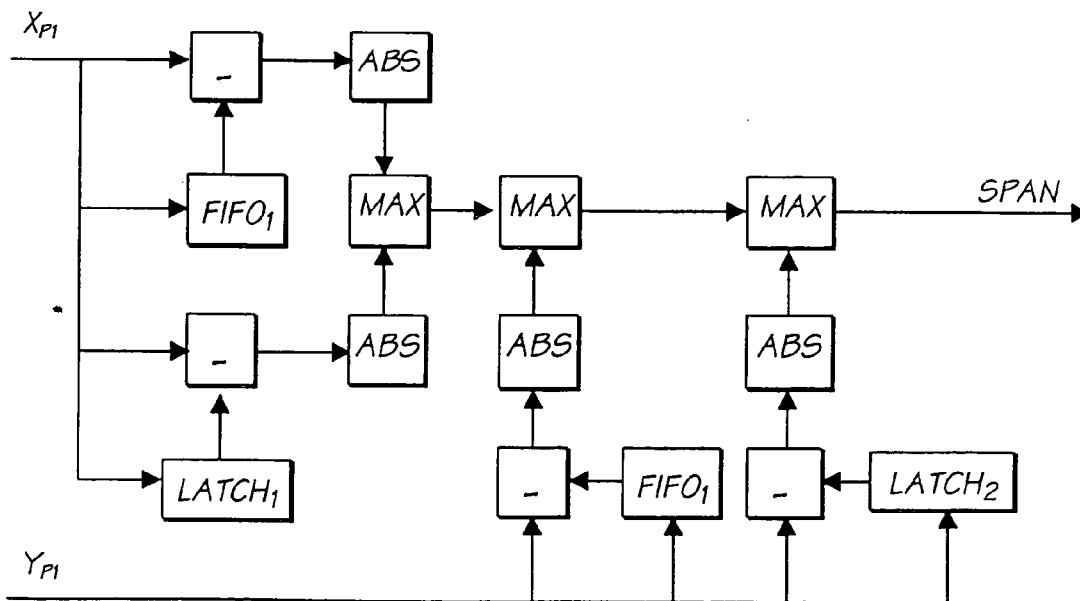 X_P1
-
ABS
FIFO_1
MAX
MAX
MAX
SPAN
-
ABS
ABS
ABS
LATCH_1
-
FIFO_1
-
LATCH_2
Y_P1